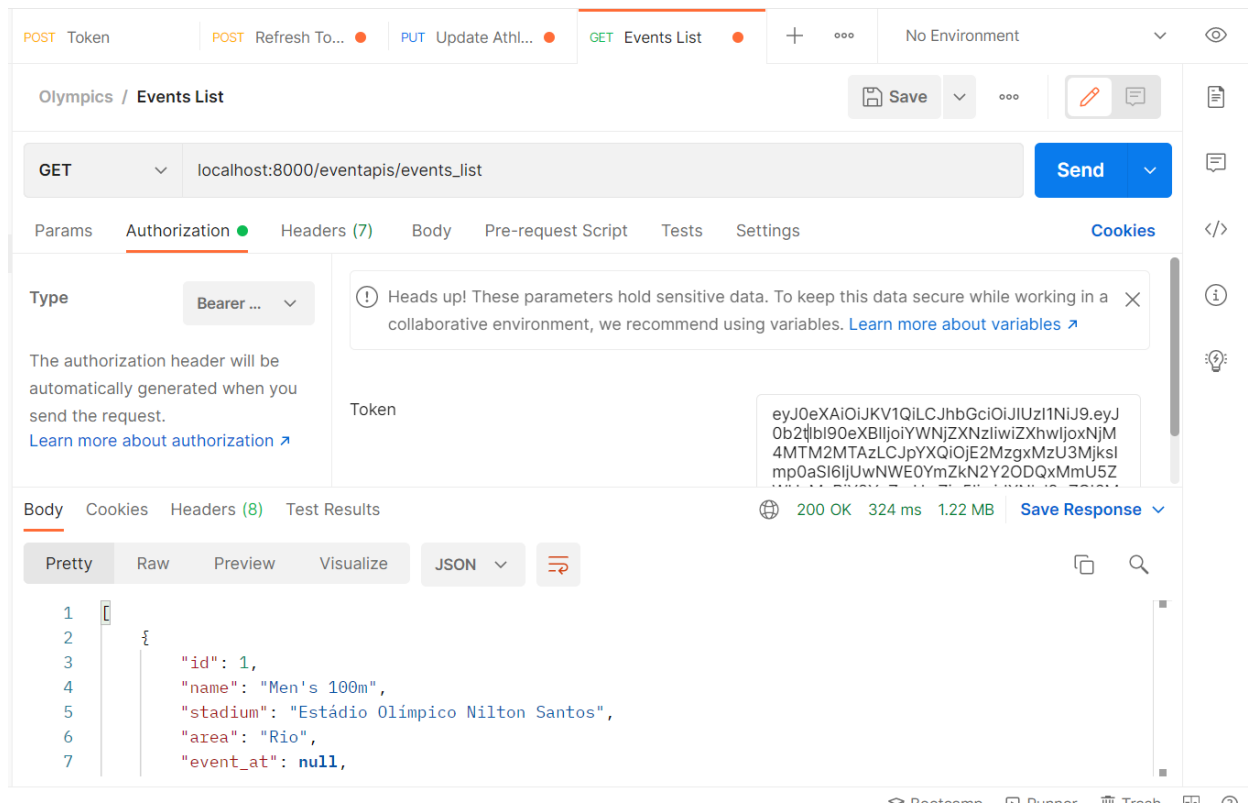 POST Token
POST Refresh To...
PUT Update Athl...
GET Events List
No Environment
Olympics / Events List
Save
GET
localhost:8000/eventapis/events_list
Send
Params Authorization Headers (7) Body Pre-request Script Tests Settings Cookies
Type
Bearer ...
Heads up! These parameters hold sensitive data. To keep this data secure while working in a
collaborative environment, we recommend using variables. Learn more about variables ↗
The authorization header will be
automatically generated when you
send the request.
Learn more about authorization ↗
Token
eyJ0eXAiOiJKV1QiLCJhbGciOiJIUzI1NiJ9.eyJ
0b2tlbl90eXBlIjoiYWNjZXNzIiwiZXhwIjoxNjM
4MTM2MTAzLCJpYXQiOjE2MzgxMzU3MjksI
mp0aSI6IjUwNWE0YmZkN2Y2ODQxMmU5Z
Body Cookies Headers (8) Test Results
200 OK 324 ms 1.22 MB Save Response
Pretty Raw Preview Visualize JSON
1 [
2 {
3 "id": 1,
4 "name": "Men's 100m",
5 "stadium": "Estádio Olímpico Nilton Santos",
6 "area": "Rio",
7 "event_at": null,
Bootcamp Runner Trash